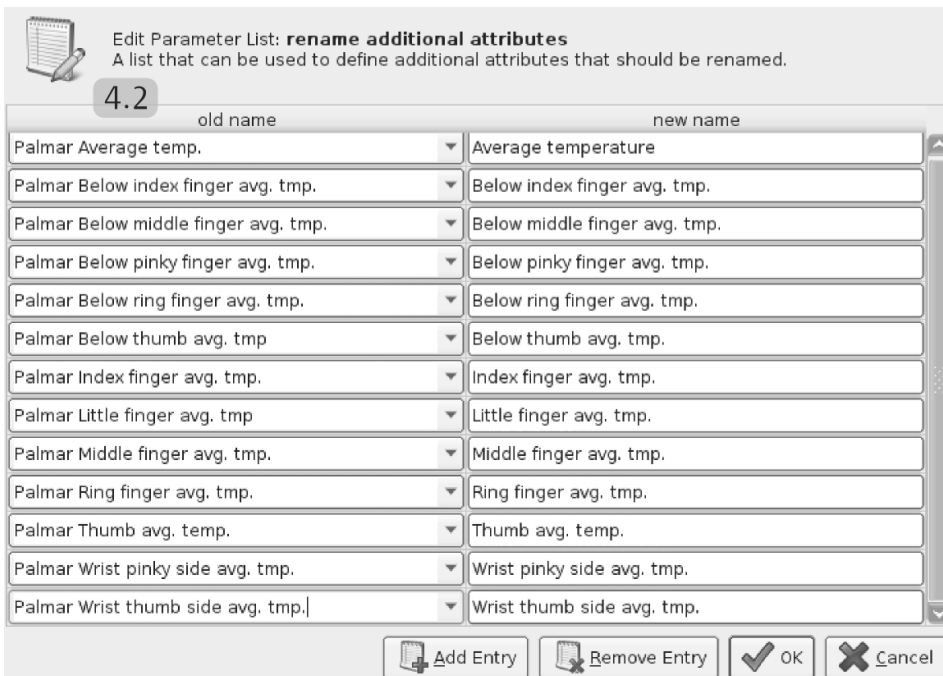 Edit Parameter List: rename additional attributes
A list that can be used to define additional attributes that should be renamed.
4.2
old name new name
Palmar Average temp. Average temperature
Palmar Below index finger avg. tmp. Below index finger avg. tmp.
Palmar Below middle finger avg. tmp. Below middle finger avg. tmp.
Palmar Below pinky finger avg. tmp. Below pinky finger avg. tmp.
Palmar Below ring finger avg. tmp. Below ring finger avg. tmp.
Palmar Below thumb avg. tmp Below thumb avg. tmp.
Palmar Index finger avg. tmp. Index finger avg. tmp.
Palmar Little finger avg. tmp Little finger avg. tmp.
Palmar Middle finger avg. tmp. Middle finger avg. tmp.
Palmar Ring finger avg. tmp. Ring finger avg. tmp.
Palmar Thumb avg. temp. Thumb avg. temp.
Palmar Wrist pinky side avg. tmp. Wrist pinky side avg. tmp.
Palmar Wrist thumb side avg. tmp. Wrist thumb side avg. tmp.
Add Entry Remove Entry OK Cancel